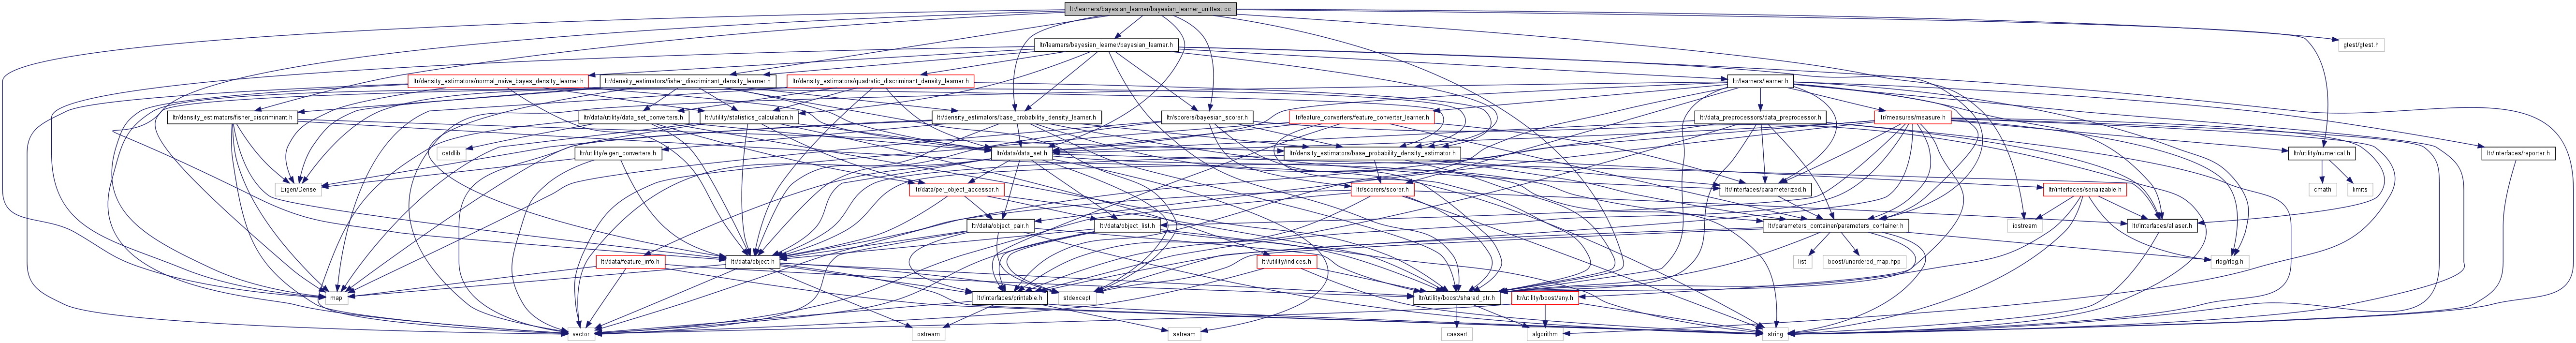 ltr/learners/bayesian_learner/bayesian_learner_unittest.cc
ltr/learners/bayesian_learner/bayesian_learner.h
gtest/gtest.h
ltr/density_estimators/normal_naive_bayes_density_learner.h
ltr/density_estimators/fisher_discriminant_density_learner.h
ltr/density_estimators/quadratic_discriminant_density_learner.h
ltr/learners/learner.h
ltr/density_estimators/fisher_discriminant.h
ltr/data/utility/data_set_converters.h
ltr/utility/statistics_calculation.h
ltr/density_estimators/base_probability_density_learner.h
ltr/scorers/bayesian_scorer.h
ltr/feature_converters/feature_converter_learner.h
ltr/data_preprocessors/data_preprocessor.h
ltr/measures/measure.h
cstdlib
ltr/utility/eigen_converters.h
ltr/data/data_set.h
ltr/density_estimators/base_probability_density_estimator.h
ltr/utility/numerical.h
ltr/interfaces/reporter.h
Eigen/Dense
ltr/data/per_object_accessor.h
ltr/scorers/scorer.h
ltr/interfaces/parameterized.h
ltr/interfaces/serializable.h
cmath
limits
ltr/data/object_pair.h
ltr/data/object_list.h
ltr/parameters_container/parameters_container.h
iostream
ltr/interfaces/aliaser.h
ltr/data/feature_info.h
ltr/data/object.h
ltr/utility/indices.h
list
boost/unordered_map.hpp
rlog/rlog.h
map
ltr/interfaces/printable.h
stdexcept
ltr/utility/boost/shared_ptr.h
ltr/utility/boost/any.h
vector
ostream
sstream
cassert
algorithm
string